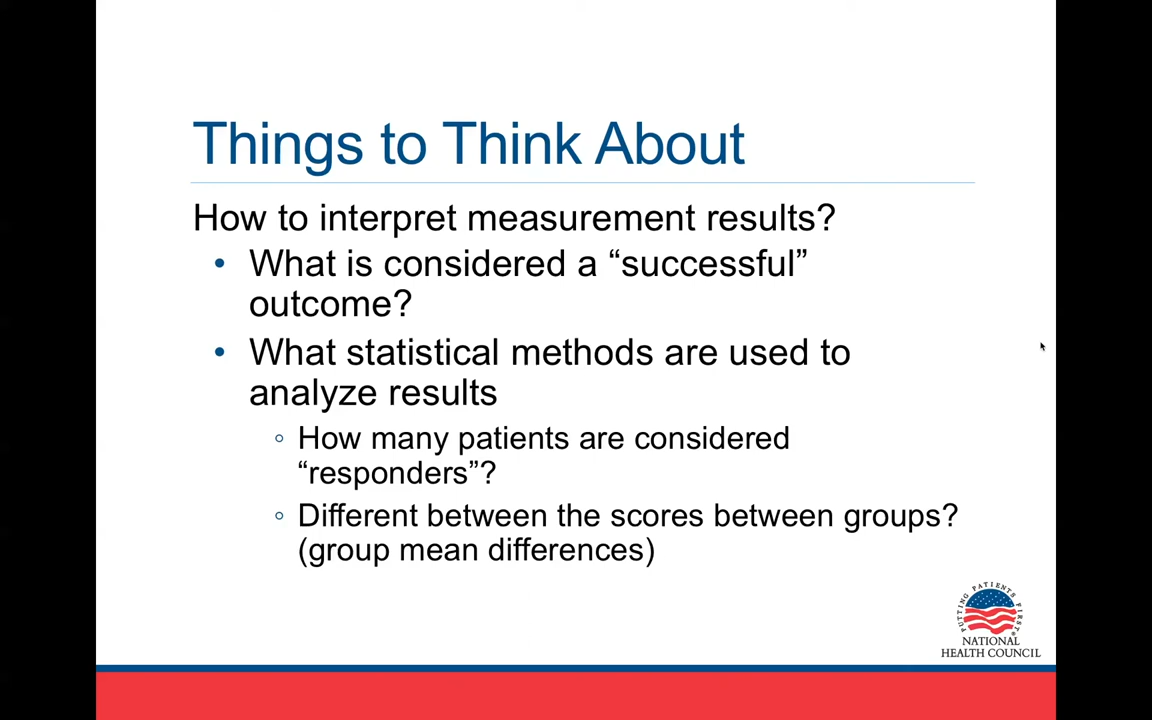 Things to Think About
How to interpret measurement results?
• What is considered a “successful”
outcome?
• What statistical methods are used to
analyze results
◦ How many patients are considered
“responders”?
◦ Different between the scores between groups?
(group mean differences)
PUTTING PATIENTS FIRST®
NATIONAL
HEALTH COUNCIL